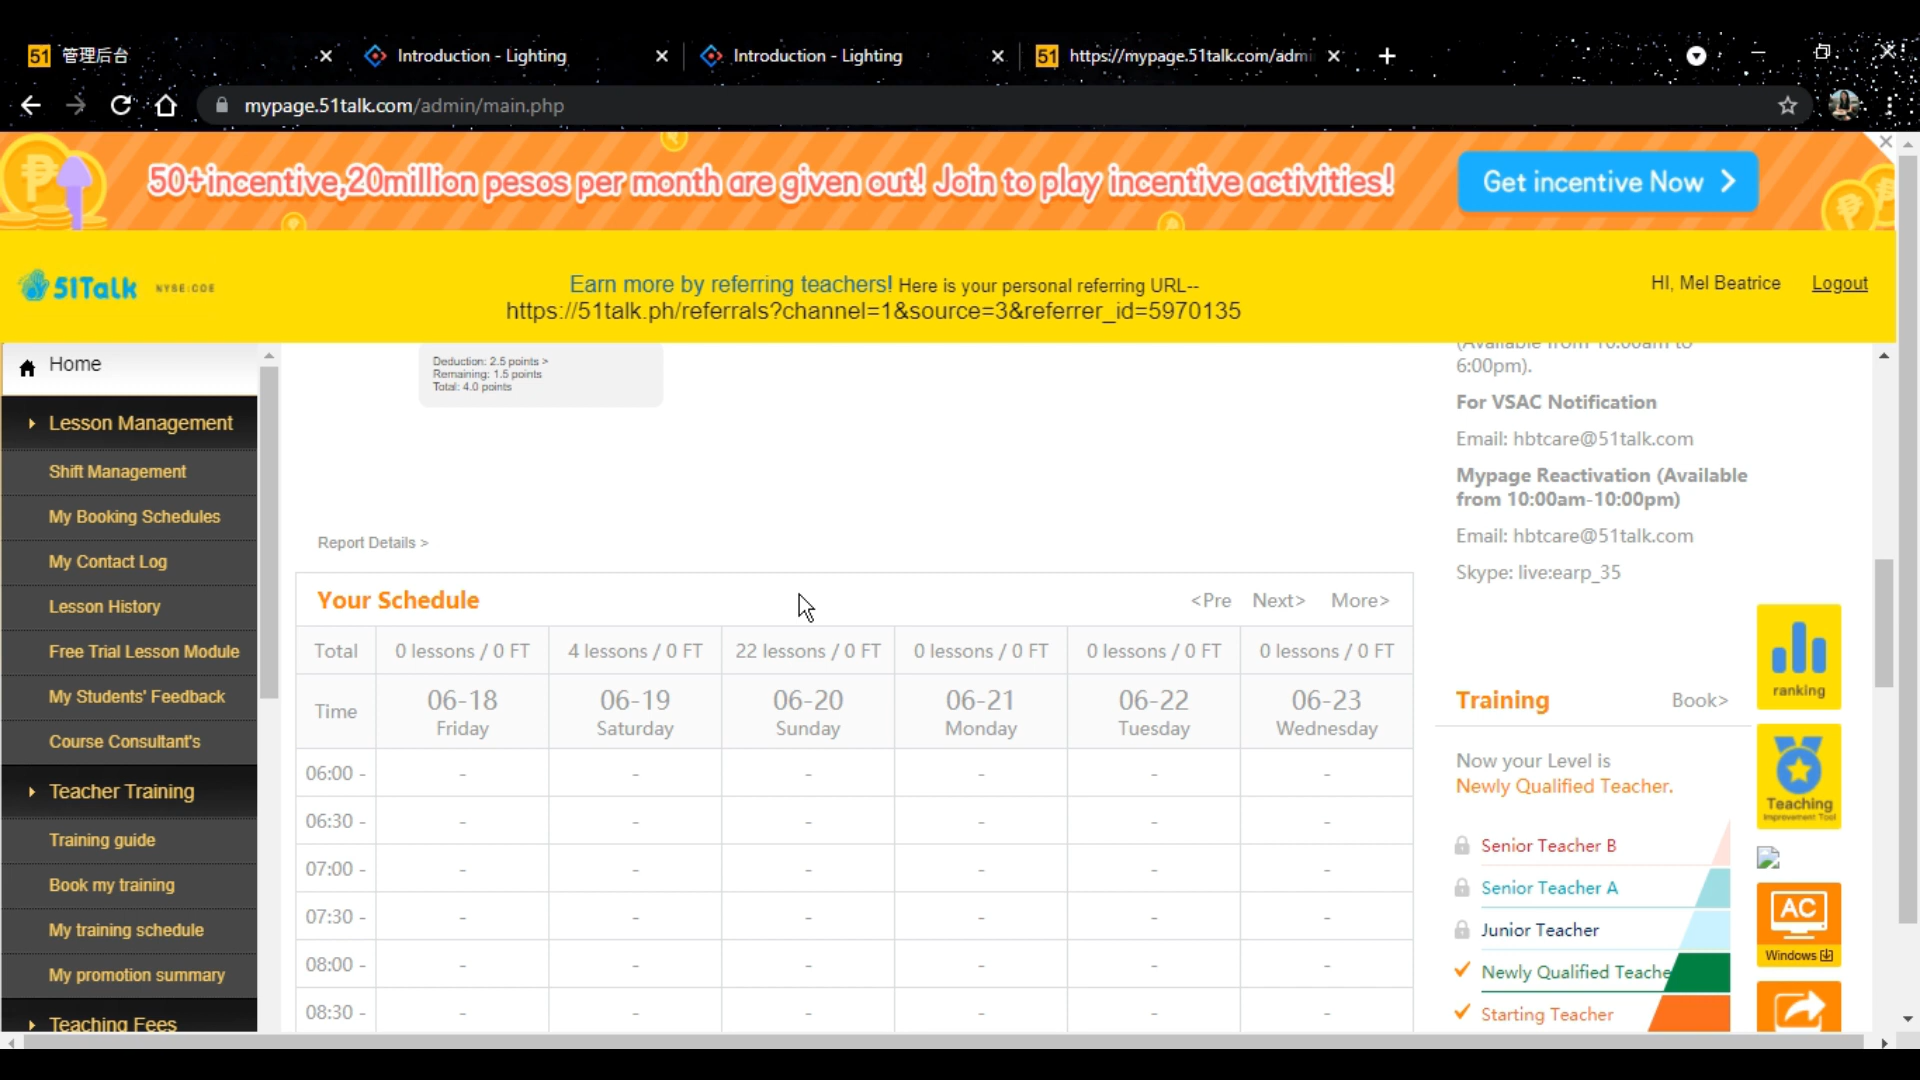 管理后台
Introduction - Lighting
Introduction - Lighting
https://mypage.51talk.com/admi
mypage.51talk.com/admin/main.php
50+incentive,20million pesos per month are given out! Join to play incentive activities!
Get incentive Now
51Talk NYSE:COE
Earn more by referring teachers! Here is your personal referring URL--
https://51talk.ph/referrals?channel=1&source=3&referrer_id=5970135
HI, Mel Beatrice
Logout
Home
Lesson Management
Shift Management
My Booking Schedules
My Contact Log
Lesson History
Free Trial Lesson Module
My Students' Feedback
Course Consultant's
Teacher Training
Training guide
Book my training
My training schedule
My promotion summary
Teaching Fees
Deduction: 2.5 points >
Remaining: 1.5 points
Total: 4.0 points
Report Details >
Your Schedule
<Pre Next> More>
Total 0 lessons / 0 FT 4 lessons / 0 FT 22 lessons / 0 FT 0 lessons / 0 FT 0 lessons / 0 FT 0 lessons / 0 FT
Time 06-18 06-19 06-20 06-21 06-22 06-23
Friday Saturday Sunday Monday Tuesday Wednesday
06:00 - - - - - - -
06:30 - - - - - - -
07:00 - - - - - - -
07:30 - - - - - - -
08:00 - - - - - - -
08:30 - - - - - - -
(Available from 10:00am to
6:00pm).
For VSAC Notification
Email: hbtcare@51talk.com
Mypage Reactivation (Available
from 10:00am-10:00pm)
Email: hbtcare@51talk.com
Skype: live:earp_35
Training
Book>
Now your Level is
Newly Qualified Teacher.
Senior Teacher B
Senior Teacher A
Junior Teacher
Newly Qualified Teache
Starting Teacher
ranking
Teaching
Improvement Tool
AC
Windows